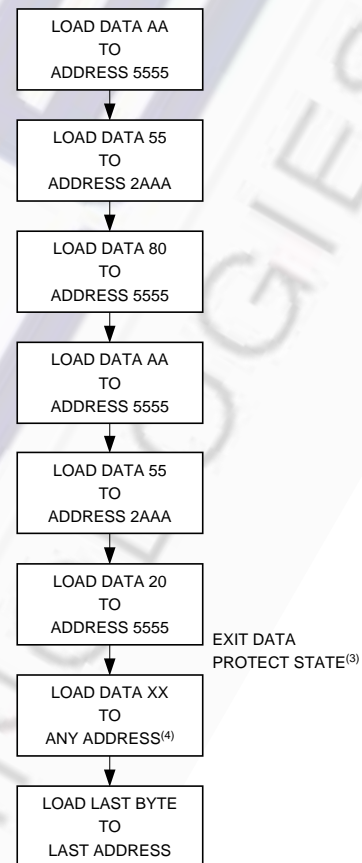 LOAD DATA AA
TO
ADDRESS 5555
LOAD DATA 55
TO
ADDRESS 2AAA
LOAD DATA 80
TO
ADDRESS 5555
LOAD DATA AA
TO
ADDRESS 5555
LOAD DATA 55
TO
ADDRESS 2AAA
LOAD DATA 20
TO
ADDRESS 5555
EXIT DATA
PROTECT STATE(3)
LOAD DATA XX
TO
ANY ADDRESS(4)
LOAD LAST BYTE
TO
LAST ADDRESS